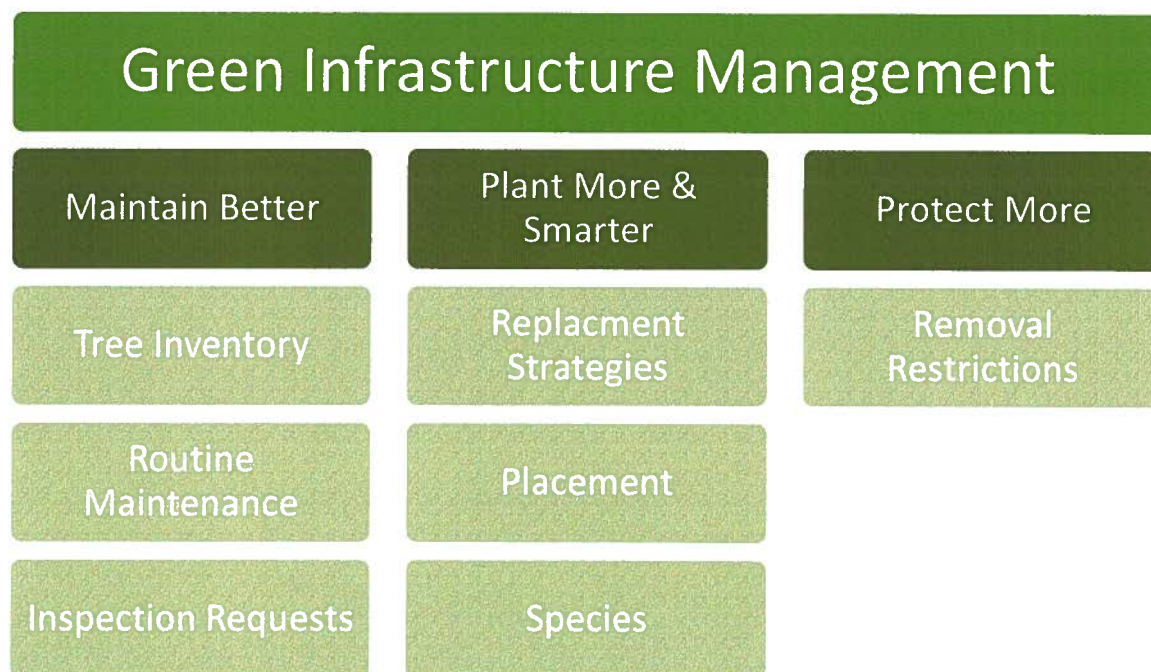 Green Infrastructure Management
Maintain Better
Plant More &
Smarter
Protect More
Tree Inventory
Replacment
Strategies
Removal
Restrictions
Routine
Maintenance
Placement
Inspection Requests
Species